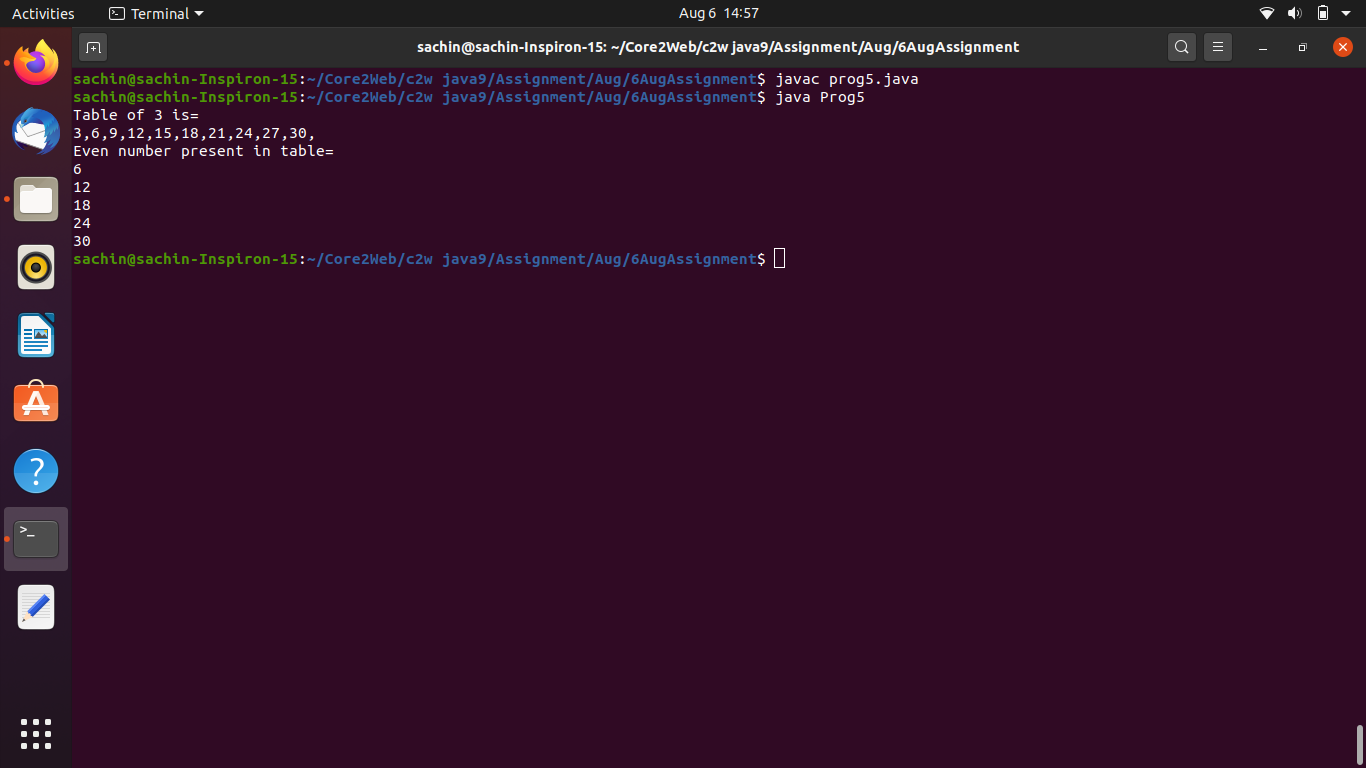 Activities
Terminal
Aug 6 14:57
sachin@sachin-Inspiron-15: ~/Core2Web/c2w java9/Assignment/Aug/6AugAssignment
sachin@sachin-Inspiron-15:~/Core2Web/c2w java9/Assignment/Aug/6AugAssignment$ javac prog5.java
sachin@sachin-Inspiron-15:~/Core2Web/c2w java9/Assignment/Aug/6AugAssignment$ java Prog5
Table of 3 is=
3,6,9,12,15,18,21,24,27,30,
Even number present in table=
6
12
18
24
30
sachin@sachin-Inspiron-15:~/Core2Web/c2w java9/Assignment/Aug/6AugAssignment$